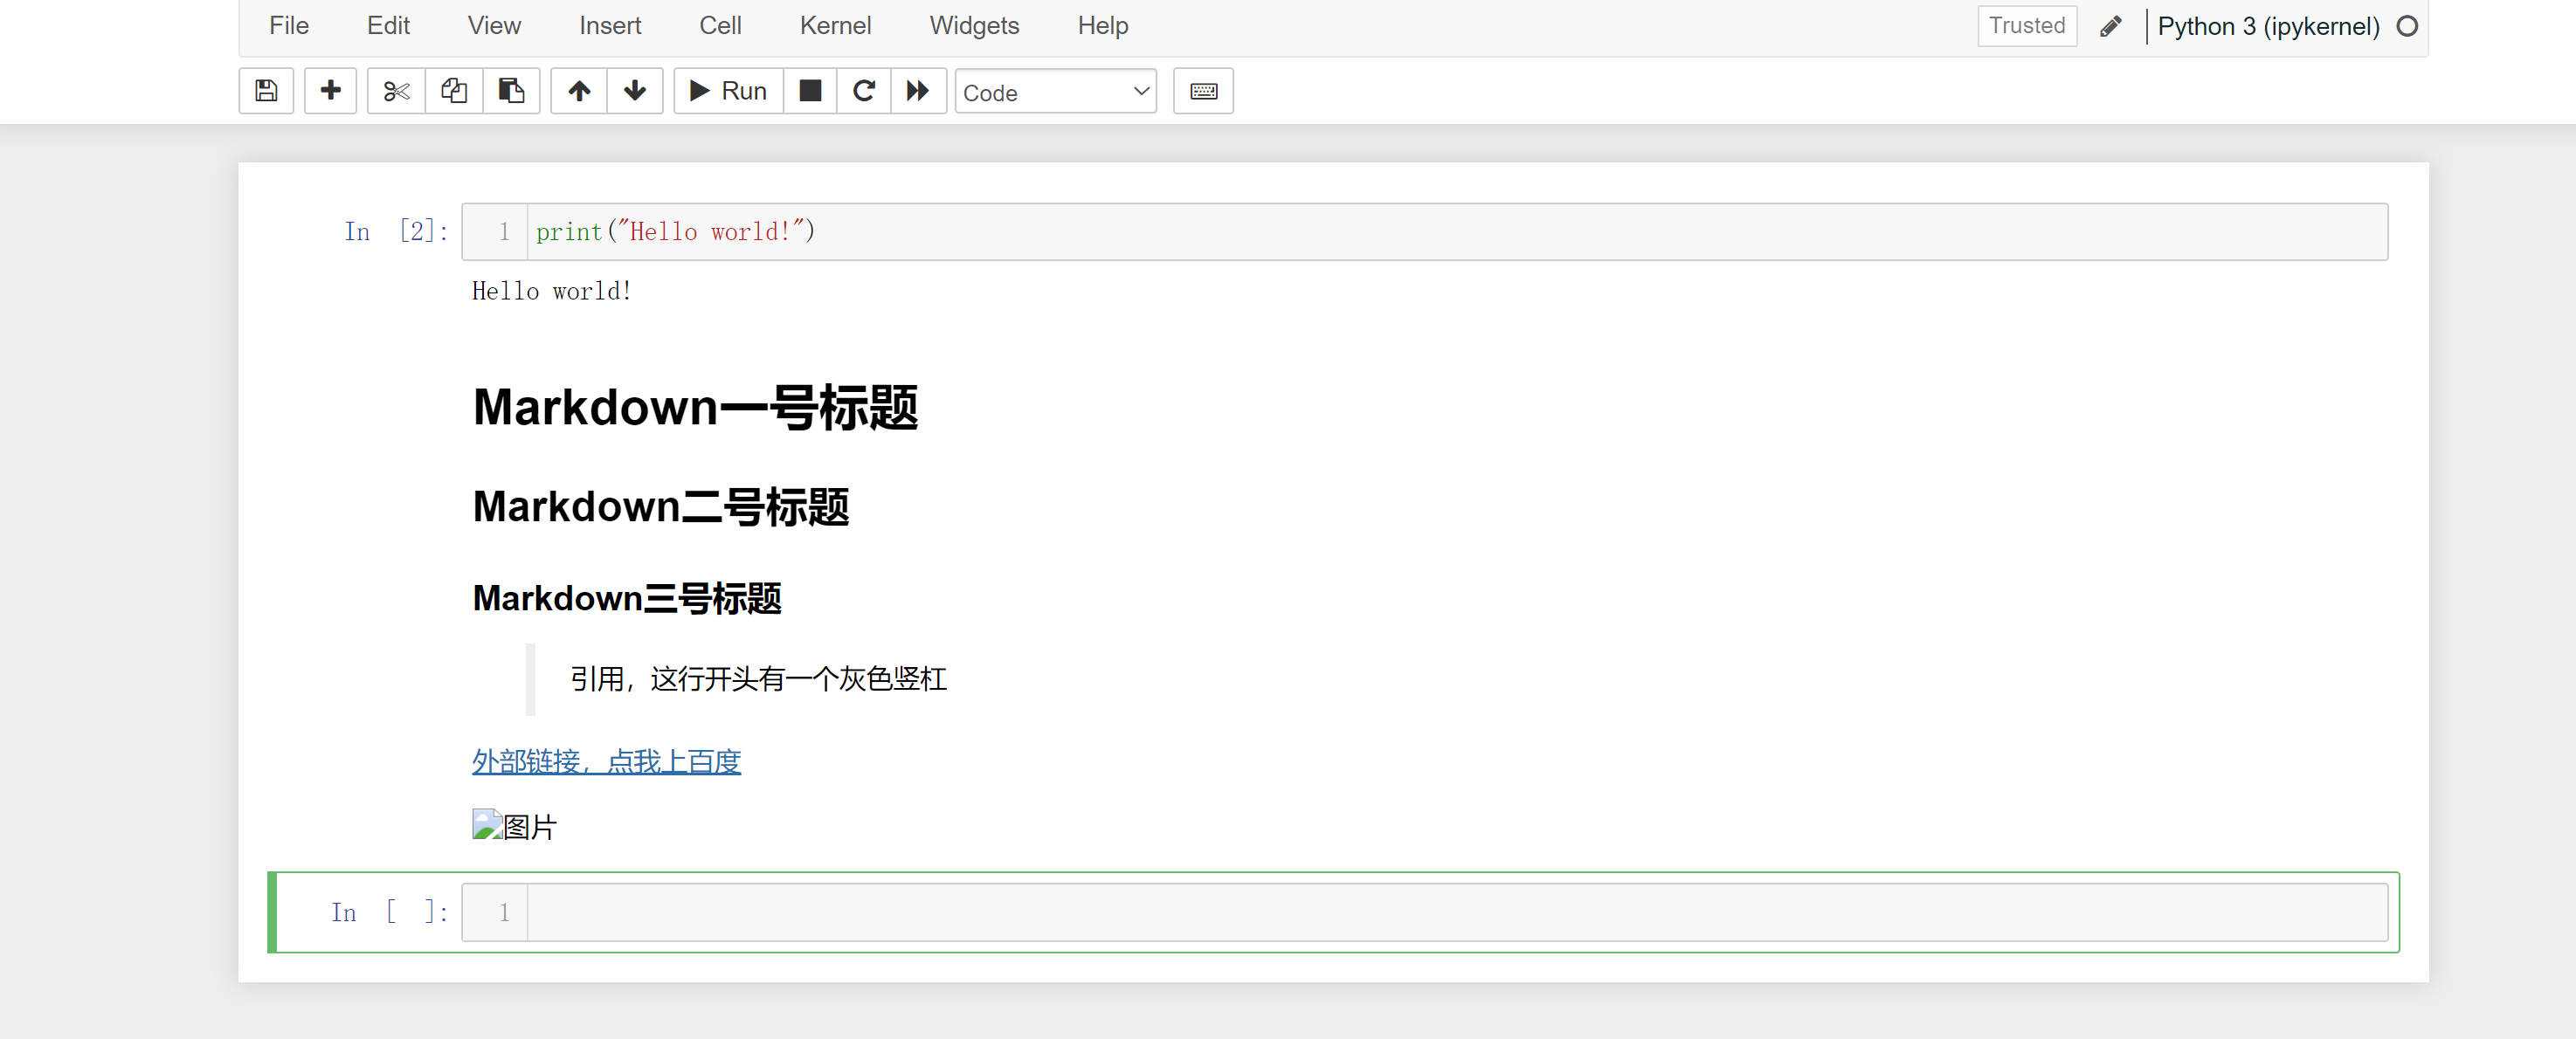 File Edit View Insert Cell Kernel Widgets Help Trusted Python 3 (ipykernel)
Run Code
In [2]: 1 print("Hello world!")
Hello world!
Markdown一号标题
Markdown二号标题
Markdown三号标题
引用，这行开头有一个灰色竖杠
外部链接，点我上百度
图片
In [ ]: 1